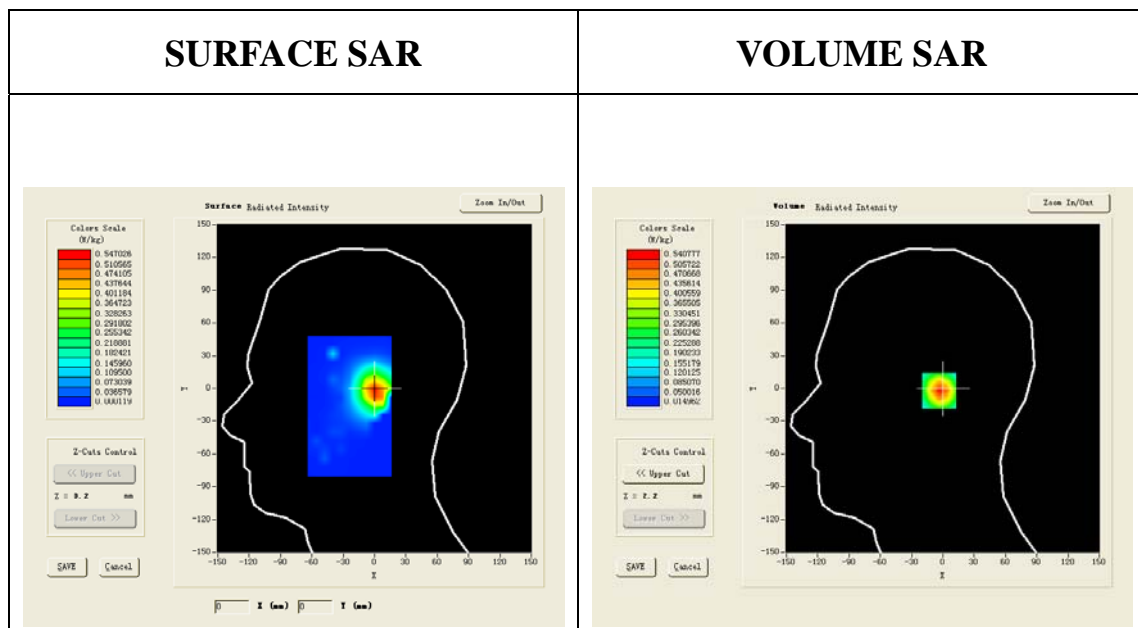 SURFACE SAR
VOLUME SAR
Surface Radiated Intensity
Zoom In/Out
Colors Scale
(W/kg)
0.547026
0.510565
0.474105
0.437644
0.401184
0.364723
0.328263
0.291802
0.255342
0.218881
0.182421
0.145960
0.109500
0.073039
0.036579
0.000119
Z-Cuts Control
<< Upper Cut
Lower Cut >>
SAVE
Cancel
150
120
90
60
30
0
-30
-60
-90
-120
-150
Y
-150 -120 -90 -60 -30 0 30 60 90 120 150
X
0 X (mm) 0 Y (mm)
Volume Radiated Intensity
Zoom In/Out
Colors Scale
(W/kg)
0.540777
0.505722
0.470668
0.435614
0.400559
0.365505
0.330451
0.295396
0.260342
0.225288
0.190233
0.155179
0.120125
0.085070
0.050016
0.014962
Z-Cuts Control
<< Upper Cut
Z = 2.2 mm
Lower Cut >>
SAVE
Cancel
150
120
90
60
30
0
-30
-60
-90
-120
-150
Y
-150 -120 -90 -60 -30 0 30 60 90 120 150
X